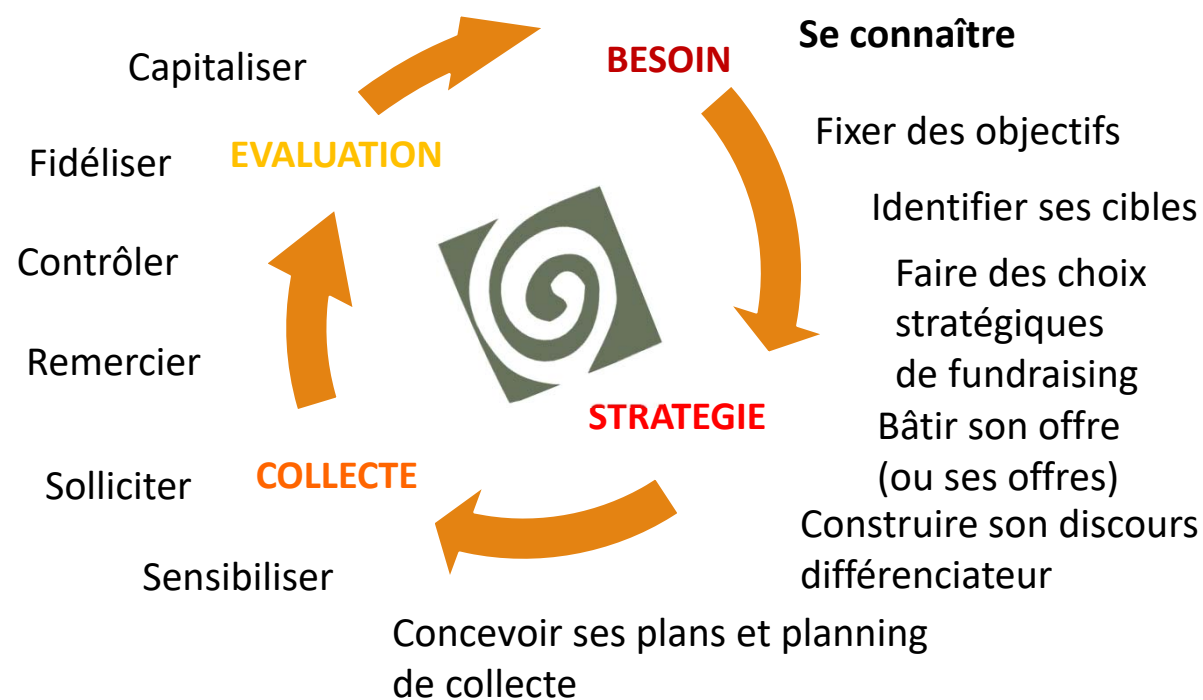 Se connaître
BESOIN
Capitaliser
Fixer des objectifs
Fidéliser
EVALUATION
Identifier ses cibles
Contrôler
Faire des choix
stratégiques
de fundraising
Remercier
STRATEGIE
Bâtir son offre
(ou ses offres)
Solliciter
COLLECTE
Construire son discours
différenciateur
Sensibiliser
Concevoir ses plans et planning
de collecte